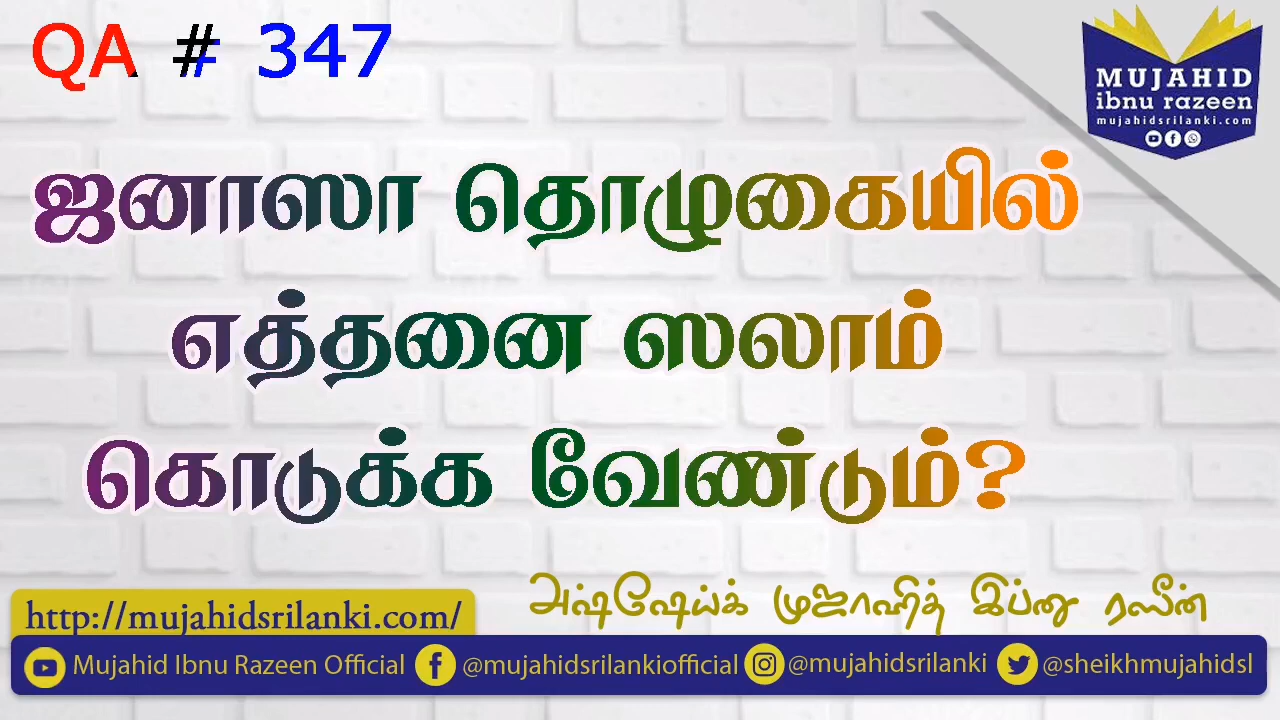 QA # 347
MUJAHID
ibnu razeen
mujahidsrilanki.com
ஜனாஸா தொழுகையில்
எத்தனை ஸலாம்
கொடுக்க வேண்டும்?
அஷ்ஷேய்க் முஜாஹித் இப்னு ரஸீன்
http://mujahidsrilanki.com/
Mujahid Ibnu Razeen Official @mujahidsrilankiofficial @mujahidsrilanki @sheikhmujahidsl